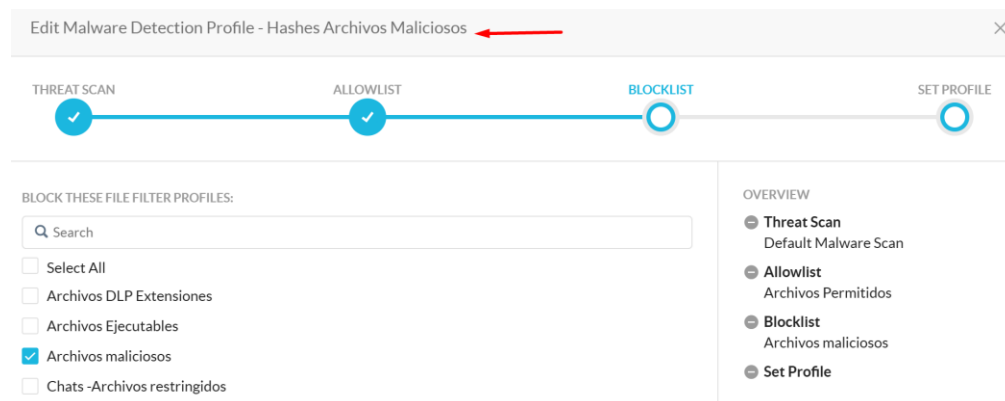 Edit Malware Detection Profile - Hashes Archivos Maliciosos
THREAT SCAN
ALLOWLIST
BLOCKLIST
SET PROFILE
BLOCK THESE FILE FILTER PROFILES:
Search
Select All
Archivos DLP Extensiones
Archivos Ejecutables
Archivos maliciosos
Chats -Archivos restringidos
OVERVIEW
Threat Scan
Default Malware Scan
Allowlist
Archivos Permitidos
Blocklist
Archivos maliciosos
Set Profile